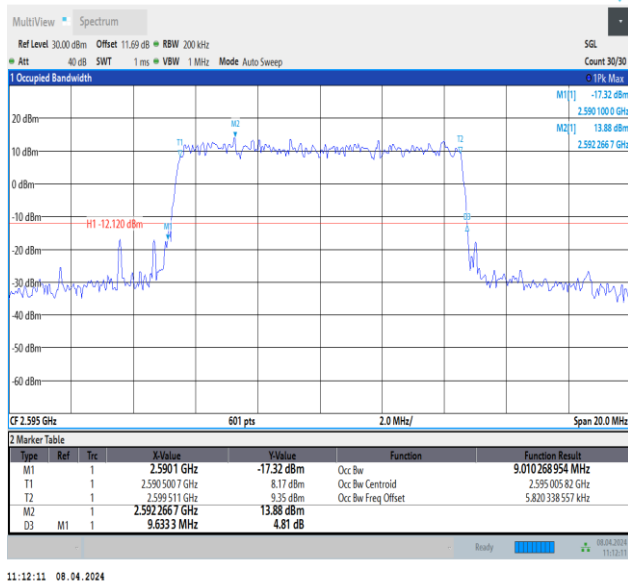 MultiView Spectrum
Ref Level 30.00 dBm Offset 11.69 dB RBW 200 kHz SGL
Att 40 dB SWT 1 ms VBW 1 MHz Mode Auto Sweep Count 30/30
1 Occupied Bandwidth 1Pk Max
M1[1] -17.32 dBm
2.590 100 0 GHz
M2[1] 13.88 dBm
2.592 266 7 GHz
20 dBm
M2
T1
T2
10 dBm
0 dBm
-10 dBm
H1 -12.120 dBm
M1
D3
-20 dBm
-30 dBm
-40 dBm
-50 dBm
-60 dBm
CF 2.595 GHz 601 pts 2.0 MHz/ Span 20.0 MHz
2 Marker Table
Type Ref Trc X-Value Y-Value Function Function Result
M1 1 2.5901 GHz -17.32 dBm Occ Bw 9.010 268 954 MHz
T1 1 2.590 500 7 GHz 8.17 dBm Occ Bw Centroid 2.595 005 82 GHz
T2 1 2.599 511 GHz 9.35 dBm Occ Bw Freq Offset 5.820 338 557 kHz
M2 1 2.592 266 7 GHz 13.88 dBm
D3 M1 1 9.633 3 MHz 4.81 dB
Ready 08.04.2024
11:12:11
11:12:11 08.04.2024